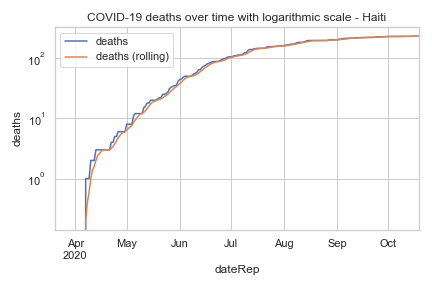 COVID-19 deaths over time with logarithmic scale - Haiti
deaths
deaths (rolling)
10²
10¹
10⁰
deaths
Apr May Jun Jul Aug Sep Oct
2020
dateRep